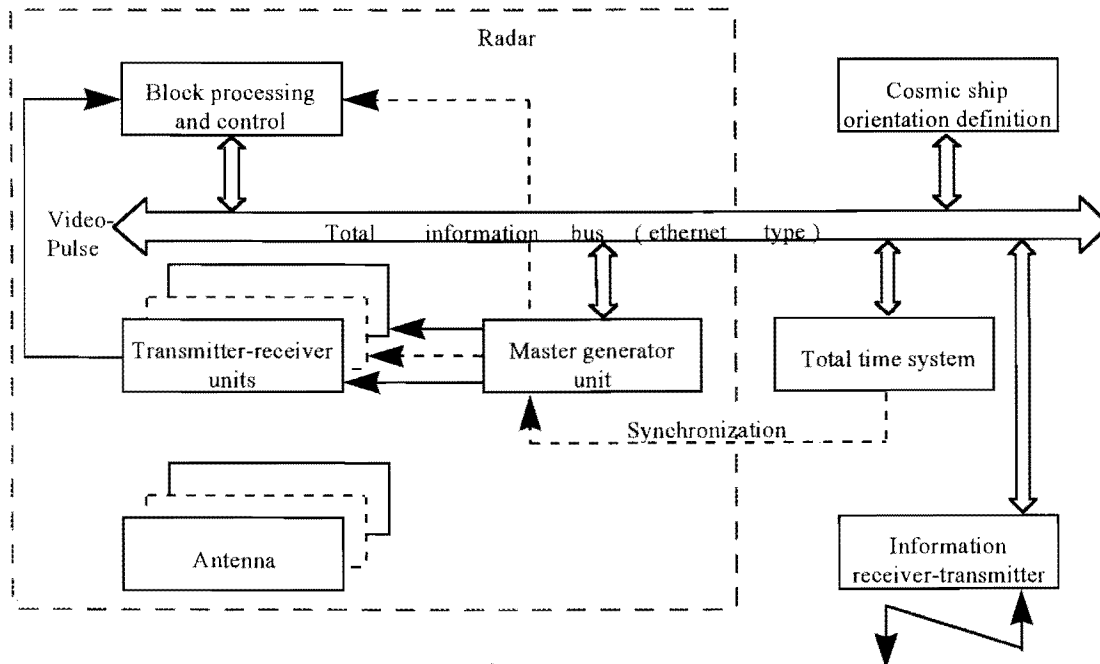 Radar
Block processing
and control
Cosmic ship
orientation definition
Video-
Pulse
Total information bus ( ethernet type )
Transmitter-receiver
units
Master generator
unit
Total time system
Synchronization
Antenna
Information
receiver-transmitter